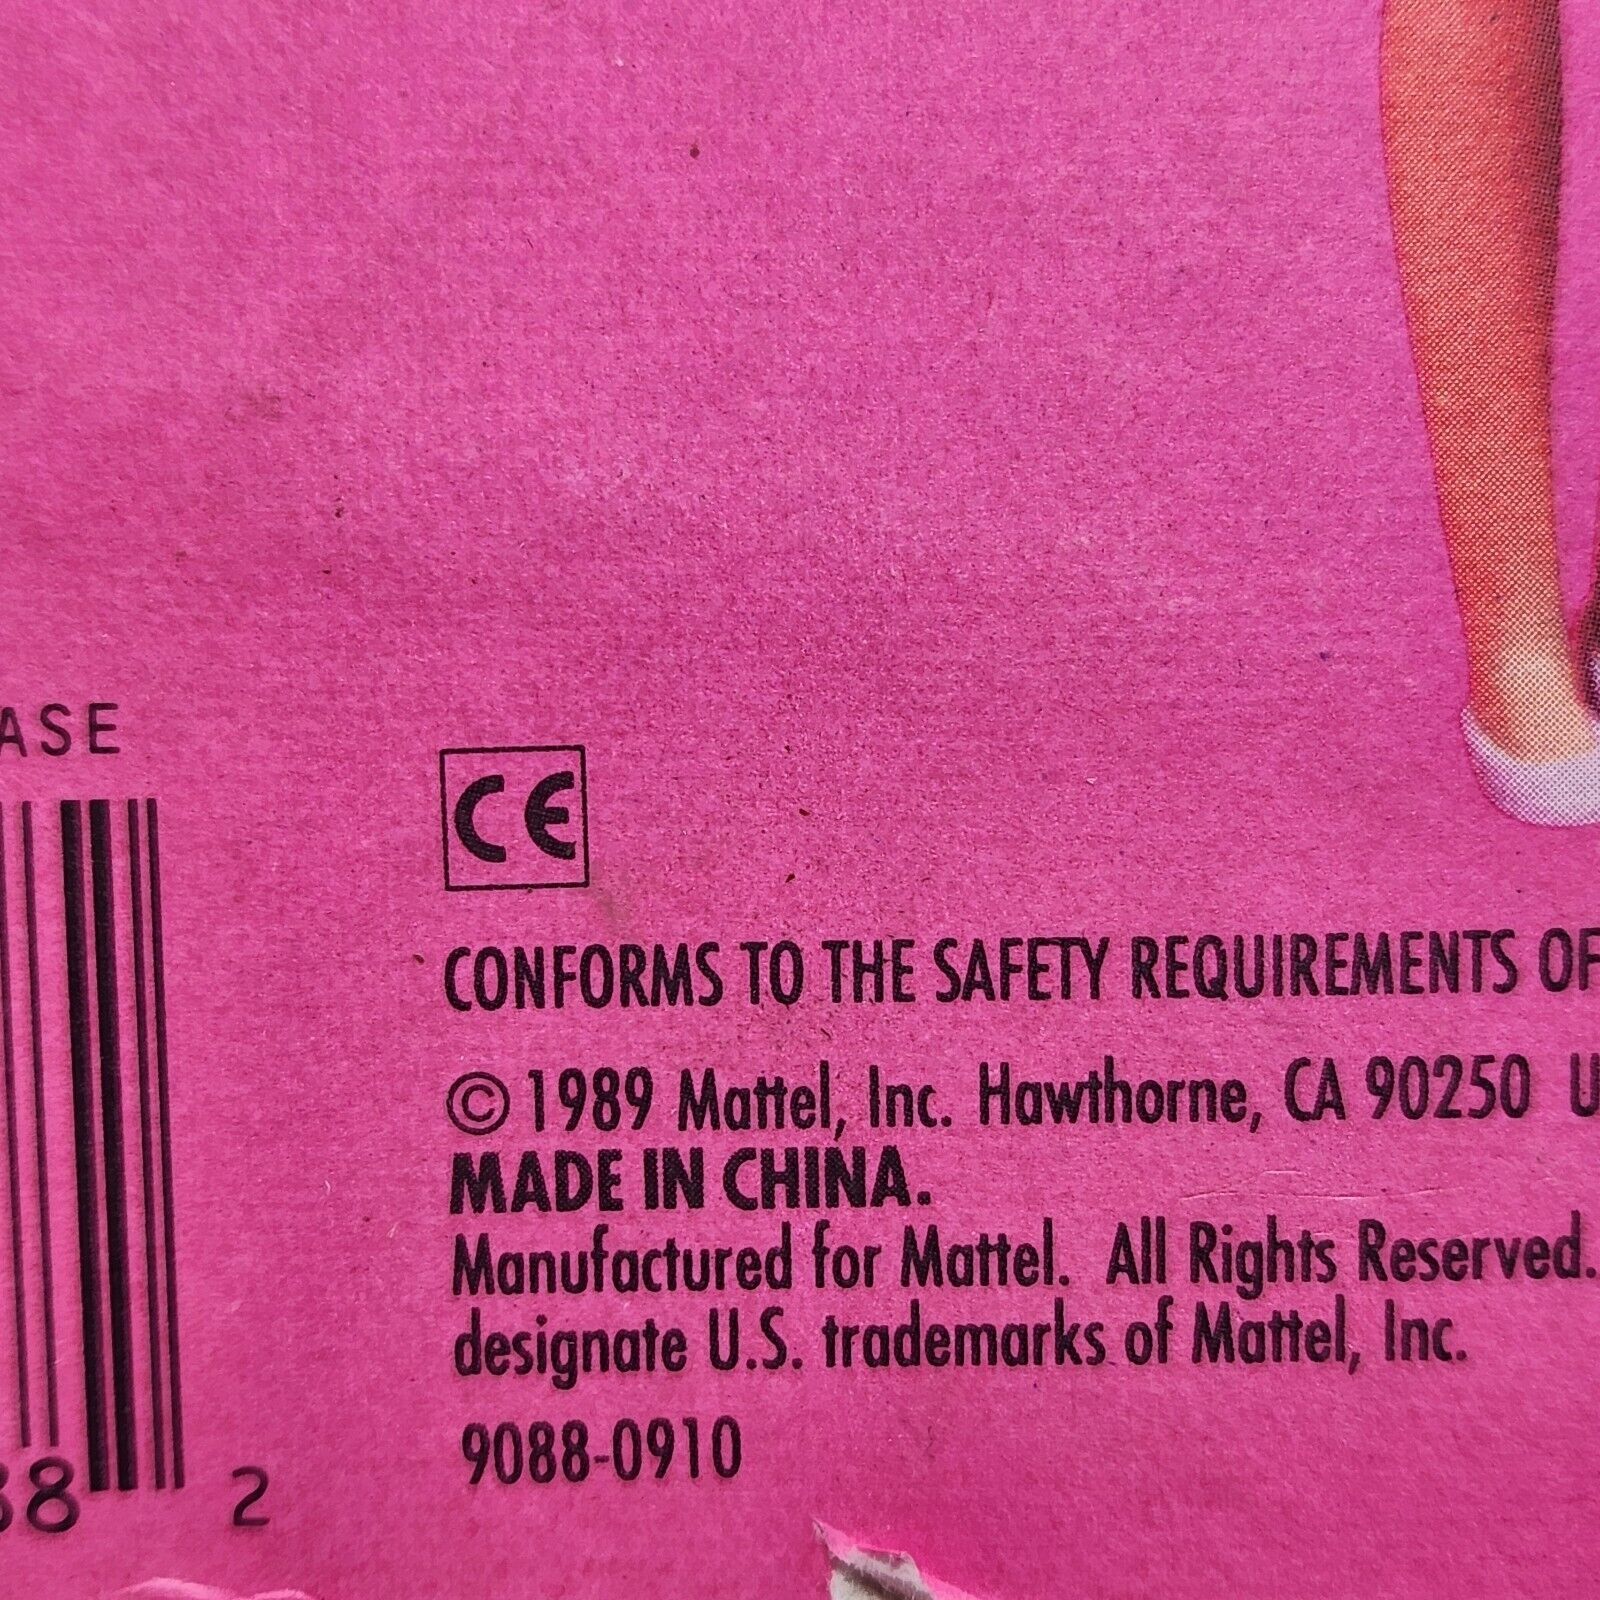 ASE
CE
CONFORMS TO THE SAFETY REQUIREMENTS OF
© 1989 Mattel, Inc. Hawthorne, CA 90250 U
MADE IN CHINA.
Manufactured for Mattel. All Rights Reserved.
designate U.S. trademarks of Mattel, Inc.
9088-0910
88 2